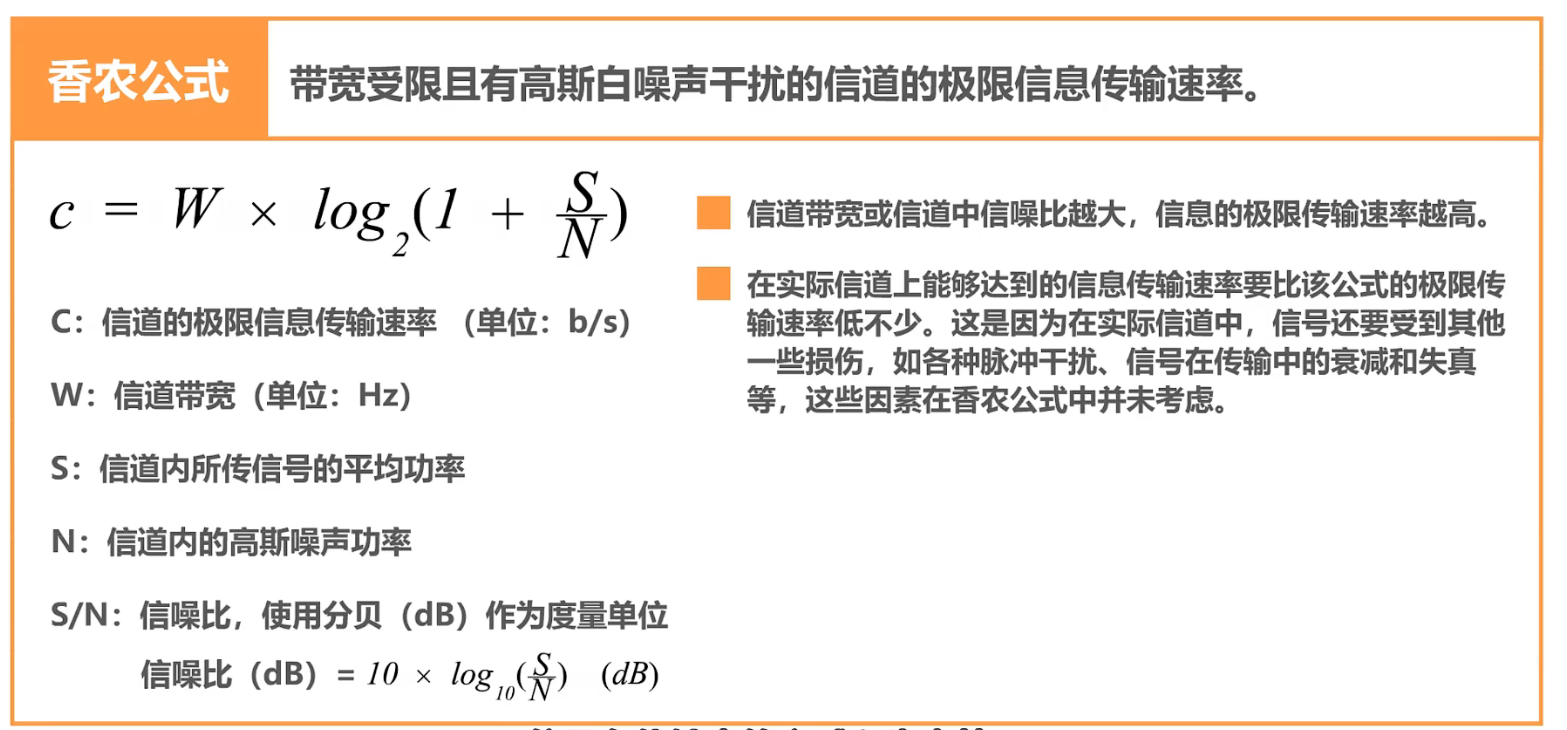 香农公式
带宽受限且有高斯白噪声干扰的信道的极限信息传输速率。
c = W × log₂(1 + S/N)
C：信道的极限信息传输速率 （单位：b/s）
W：信道带宽（单位：Hz）
S：信道内所传信号的平均功率
N：信道内的高斯噪声功率
S/N：信噪比，使用分贝（dB）作为度量单位
信噪比（dB）= 10 × log₁₀(S/N) (dB)
信道带宽或信道中信噪比越大，信息的极限传输速率越高。
在实际信道上能够达到的信息传输速率要比该公式的极限传
输速率低不少。这是因为在实际信道中，信号还要受到其他
一些损伤，如各种脉冲干扰、信号在传输中的衰减和失真
等，这些因素在香农公式中并未考虑。